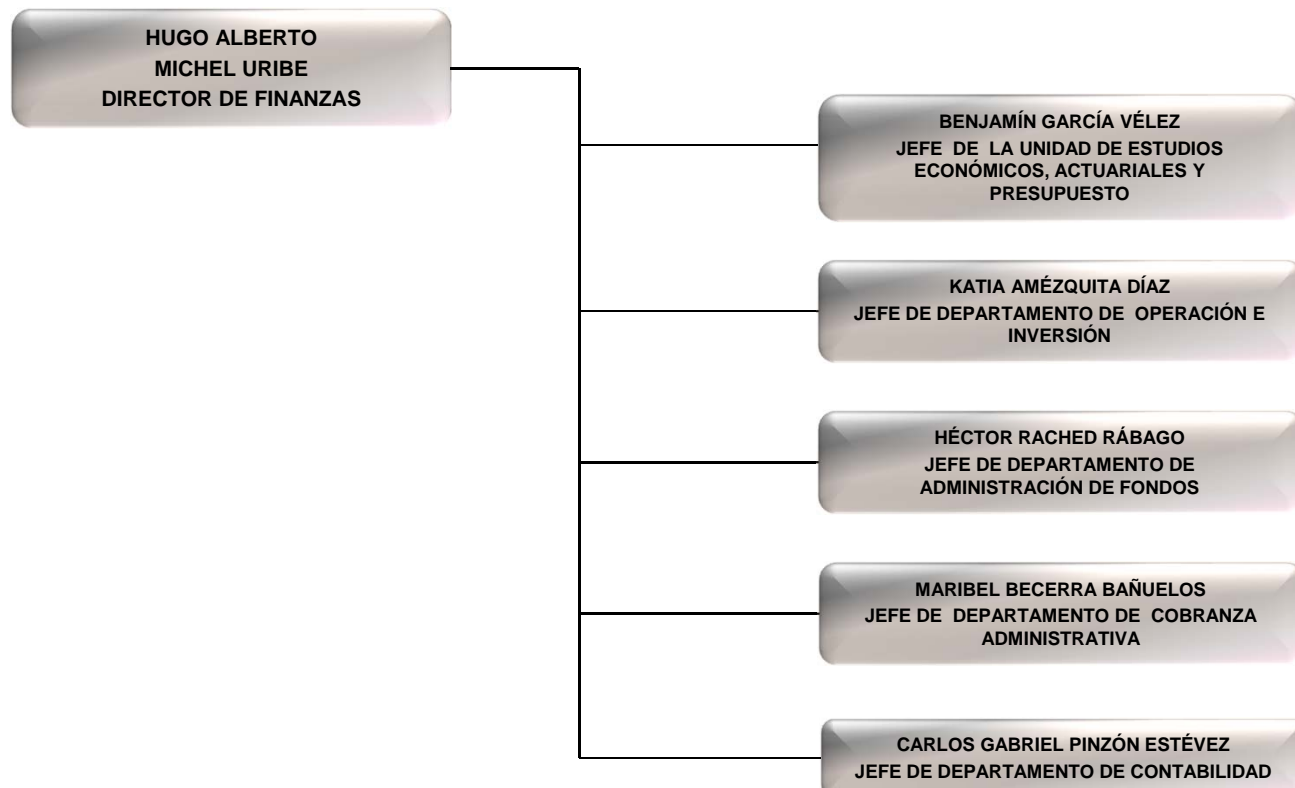 HUGO ALBERTO
MICHEL URIBE
DIRECTOR DE FINANZAS
BENJAMÍN GARCÍA VÉLEZ
JEFE DE LA UNIDAD DE ESTUDIOS
ECONÓMICOS, ACTUARIALES Y
PRESUPUESTO
KATIA AMÉZQUITA DÍAZ
JEFE DE DEPARTAMENTO DE OPERACIÓN E
INVERSIÓN
HÉCTOR RACHED RÁBAGO
JEFE DE DEPARTAMENTO DE
ADMINISTRACIÓN DE FONDOS
MARIBEL BECERRA BAÑUELOS
JEFE DE DEPARTAMENTO DE COBRANZA
ADMINISTRATIVA
CARLOS GABRIEL PINZÓN ESTÉVEZ
JEFE DE DEPARTAMENTO DE CONTABILIDAD